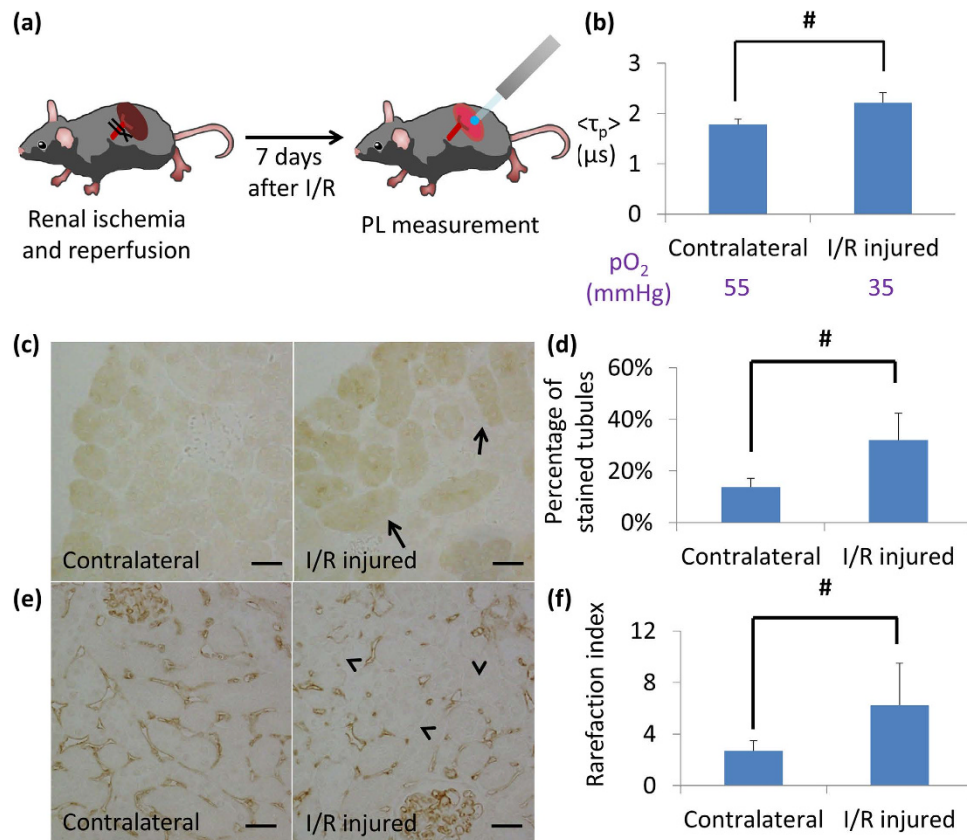 (a)
Renal ischemia
and reperfusion
7 days
after I/R
PL measurement
(b)
#
<τp>
(μs)
3
2
1
0
Contralateral I/R injured
pO2
(mmHg) 55 35
(c)
Contralateral
I/R injured
(d)
#
Percentage of
stained tubules
60%
40%
20%
0%
Contralateral I/R injured
(e)
Contralateral
I/R injured
(f)
#
Rarefaction index
12
8
4
0
Contralateral I/R injured